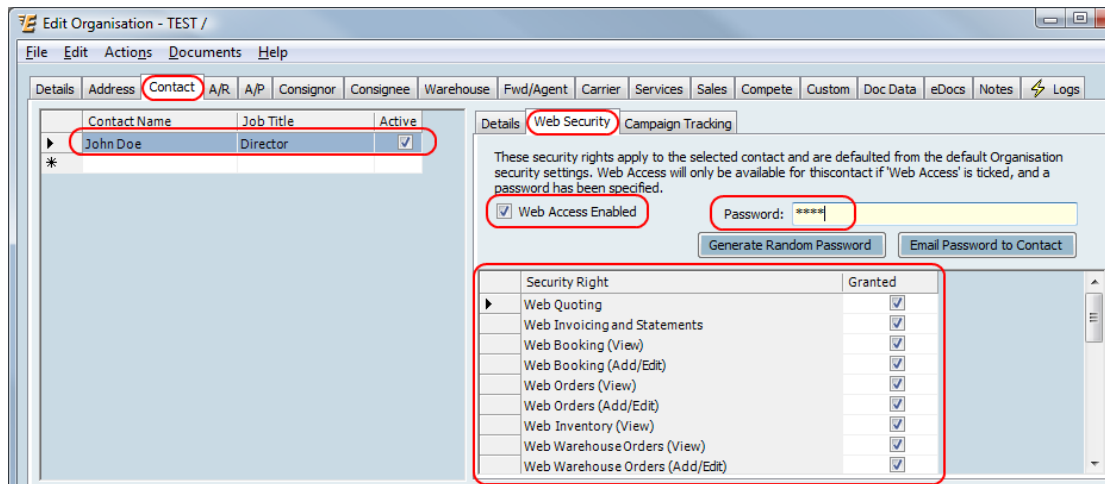 Edit Organisation - TEST /
File Edit Actions Documents Help
Details Address Contact A/R A/P Consignor Consignee Warehouse Fwd/Agent Carrier Services Sales Compete Custom Doc Data eDocs Notes Logs
Contact Name Job Title Active
John Doe Director
Details Web Security Campaign Tracking
These security rights apply to the selected contact and are defaulted from the default Organisation
security settings. Web Access will only be available for thiscontact if 'Web Access' is ticked, and a
password has been specified.
Web Access Enabled Password: ****
Generate Random Password Email Password to Contact
Security Right Granted
Web Quoting
Web Invoicing and Statements
Web Booking (View)
Web Booking (Add/Edit)
Web Orders (View)
Web Orders (Add/Edit)
Web Inventory (View)
Web Warehouse Orders (View)
Web Warehouse Orders (Add/Edit)